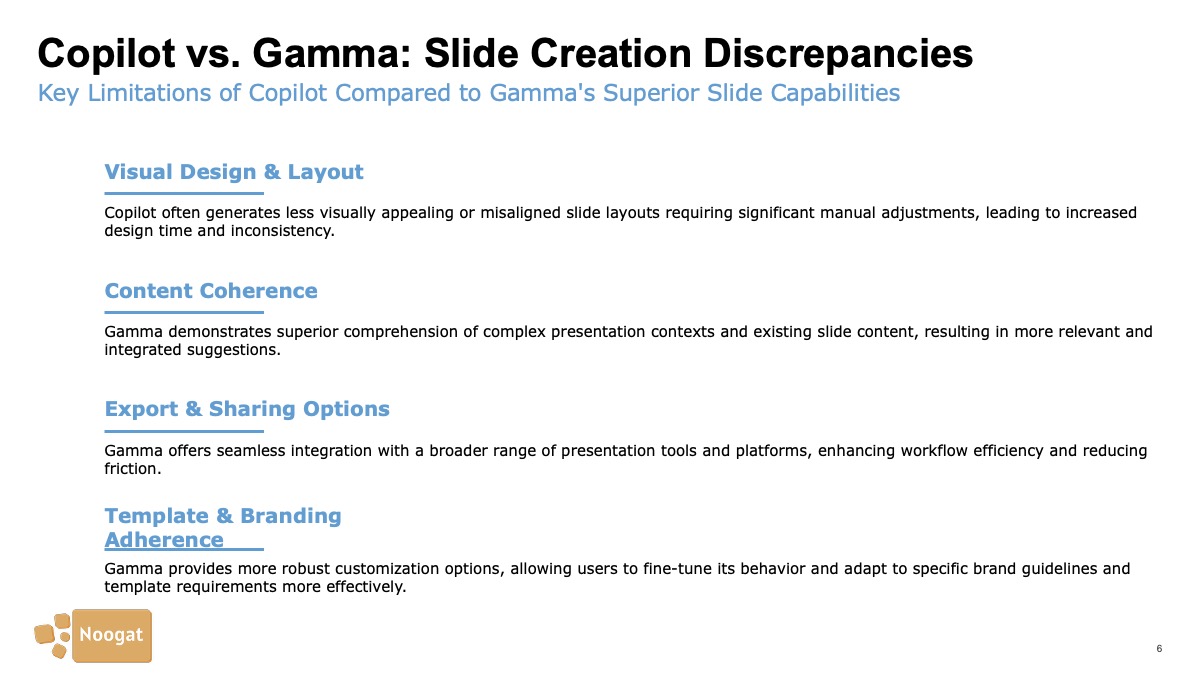 Copilot vs. Gamma: Slide Creation Discrepancies
Key Limitations of Copilot Compared to Gamma's Superior Slide Capabilities
Visual Design & Layout
Copilot often generates less visually appealing or misaligned slide layouts requiring significant manual adjustments, leading to increased
design time and inconsistency.
Content Coherence
Gamma demonstrates superior comprehension of complex presentation contexts and existing slide content, resulting in more relevant and
integrated suggestions.
Export & Sharing Options
Gamma offers seamless integration with a broader range of presentation tools and platforms, enhancing workflow efficiency and reducing
friction.
Template & Branding
Adherence
Gamma provides more robust customization options, allowing users to fine-tune its behavior and adapt to specific brand guidelines and
template requirements more effectively.
Noogat
6